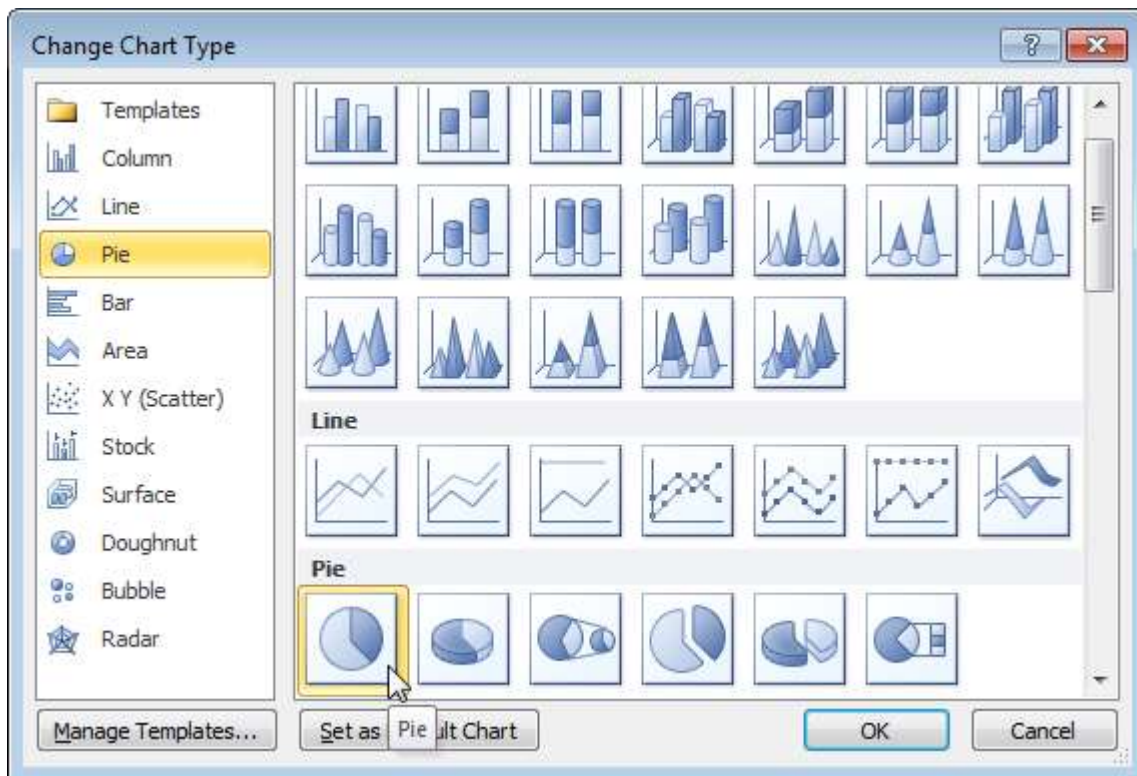 Change Chart Type
Templates
Column
Line
Pie
Bar
Area
X Y (Scatter)
Stock
Surface
Doughnut
Bubble
Radar
Line
Pie
Manage Templates...
Set as ult Chart
Pie
OK
Cancel